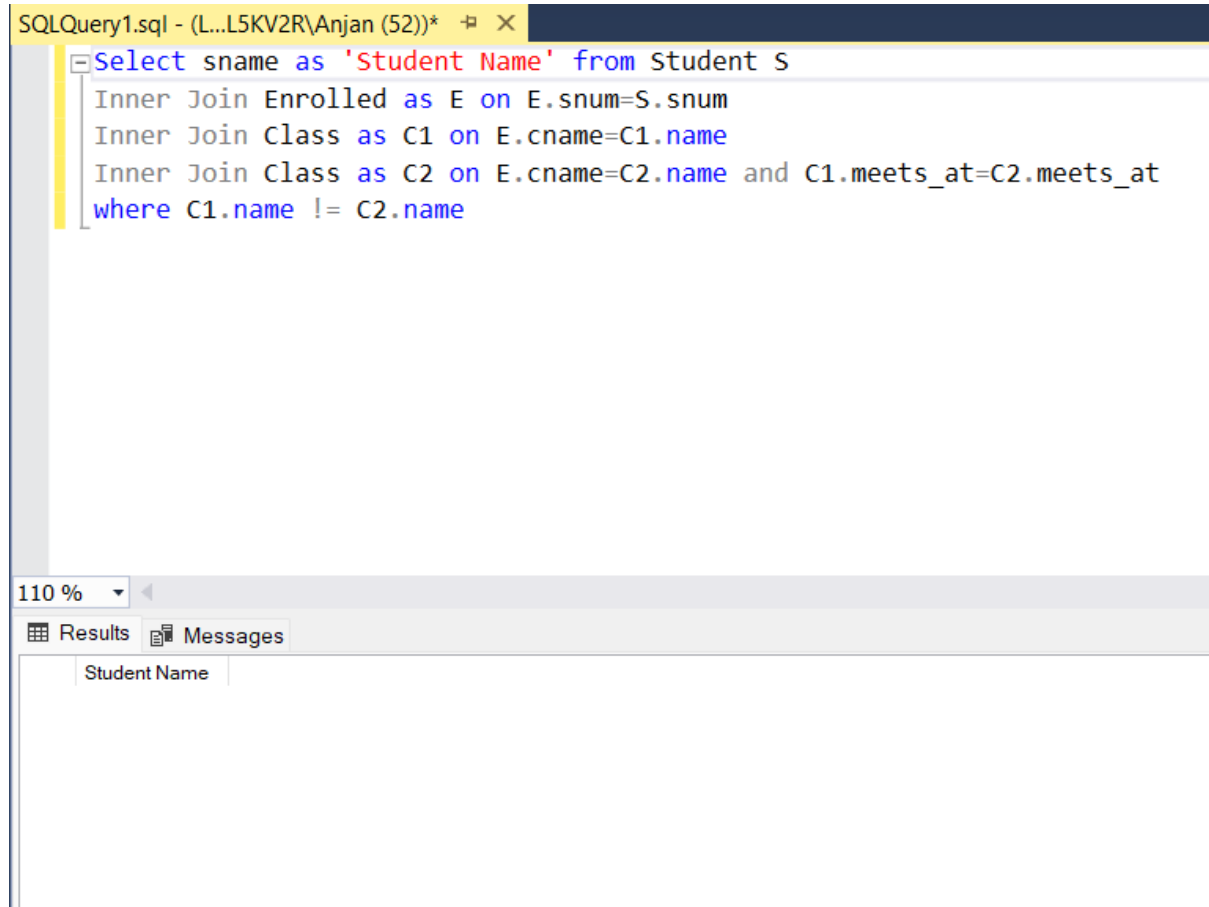 SQLQuery1.sql - (L...L5KV2R\Anjan (52))*
Select sname as 'Student Name' from Student S
Inner Join Enrolled as E on E.snum=S.snum
Inner Join Class as C1 on E.cname=C1.name
Inner Join Class as C2 on E.cname=C2.name and C1.meets_at=C2.meets_at
where C1.name != C2.name
110 %
Results Messages
Student Name